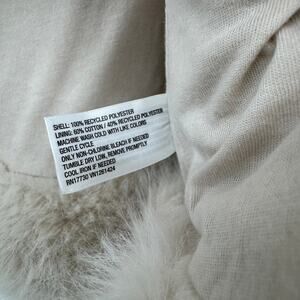 SHELL: 100% RECYCLED POLYESTER
LINING: 60% COTTON / 40% RECYCLED POLYESTER
MACHINE WASH COLD WITH LIKE COLORS
GENTLE CYCLE
ONLY NON-CHLORINE BLEACH IF NEEDED
TUMBLE DRY LOW, REMOVE PROMPTLY
COOL IRON IF NEEDED
RN17730 VN1261424